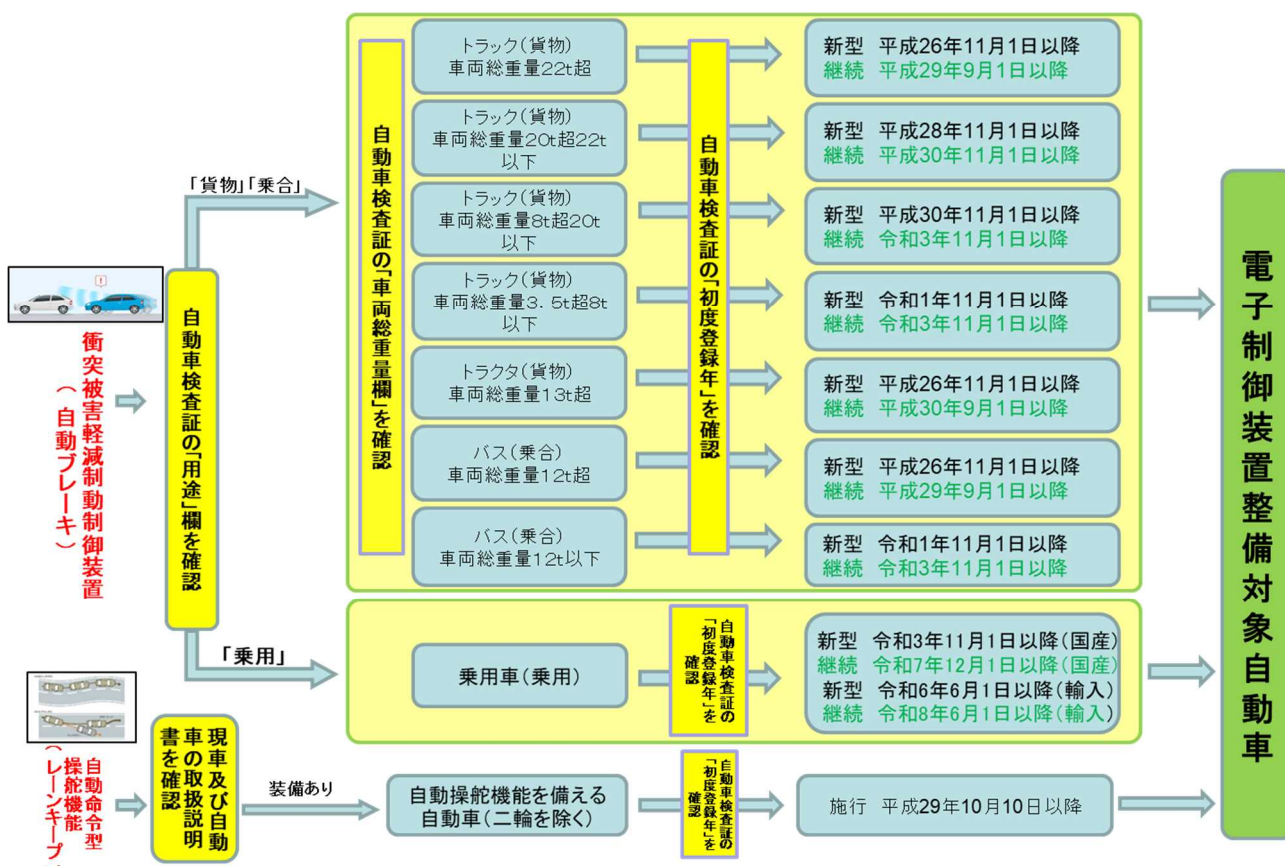 衝突被害軽減制動制御装置
（自動ブレーキ）
自動車検査証の「用途」欄を確認
「貨物」「乗合」
自動車検査証の「車両総重量欄」を確認
トラック（貨物）
車両総重量22t超
トラック（貨物）
車両総重量20t超22t
以下
トラック（貨物）
車両総重量8t超20t
以下
トラック（貨物）
車両総重量3．5t超8t
以下
トラクタ（貨物）
車両総重量13t超
バス（乗合）
車両総重量12t超
バス（乗合）
車両総重量12t以下
自動車検査証の「初度登録年」を確認
新型 平成26年11月1日以降
継続 平成29年9月1日以降
新型 平成28年11月1日以降
継続 平成30年11月1日以降
新型 平成30年11月1日以降
継続 令和3年11月1日以降
新型 令和1年11月1日以降
継続 令和3年11月1日以降
新型 平成26年11月1日以降
継続 平成30年9月1日以降
新型 平成26年11月1日以降
継続 平成29年9月1日以降
新型 令和1年11月1日以降
継続 令和3年11月1日以降
「乗用」
乗用車（乗用）
自動車検査証の
「初度登録年」を
確認
新型 令和3年11月1日以降（国産）
継続 令和7年12月1日以降（国産）
新型 令和6年6月1日以降（輸入）
継続 令和8年6月1日以降（輸入）
自動命令型
操舵機能
（レーンキープ
現車及び自動
車の取扱説明
書を確認
装備あり
自動操舵機能を備える
自動車（二輪を除く）
自動車検査証の
「初度登録年」を
確認
施行 平成29年10月10日以降
電子制御装置整備対象自動車